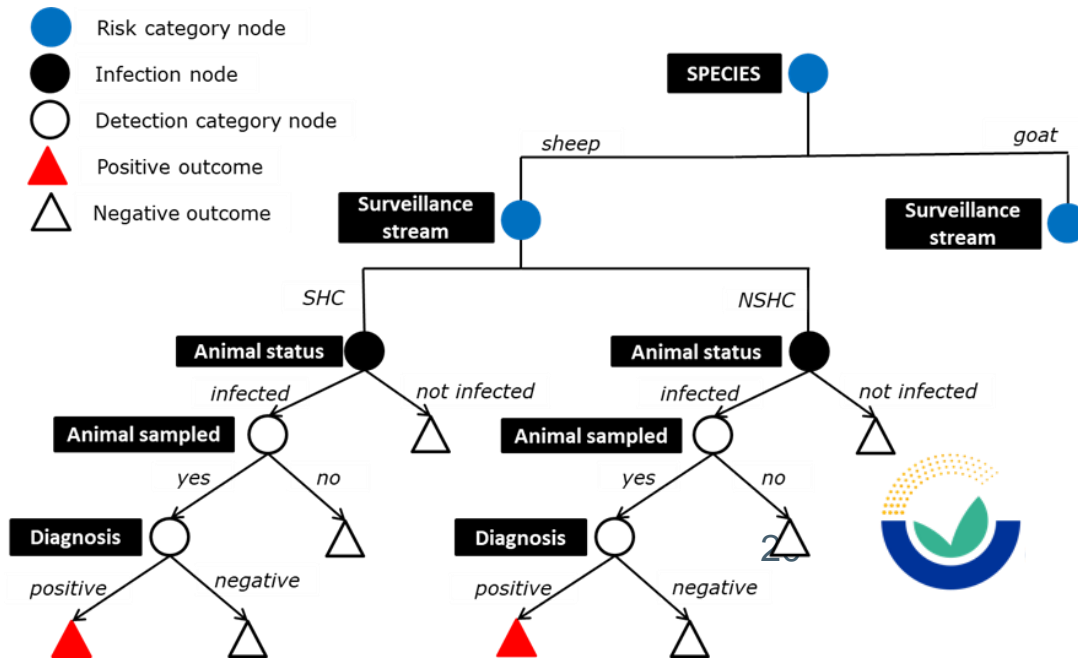 Risk category node
Infection node
Detection category node
Positive outcome
Negative outcome
SPECIES
sheep
goat
Surveillance
stream
Surveillance
stream
SHC
NSHC
Animal status
Animal status
infected
not infected
infected
not infected
Animal sampled
Animal sampled
yes
no
yes
no
Diagnosis
Diagnosis
positive
negative
positive
negative